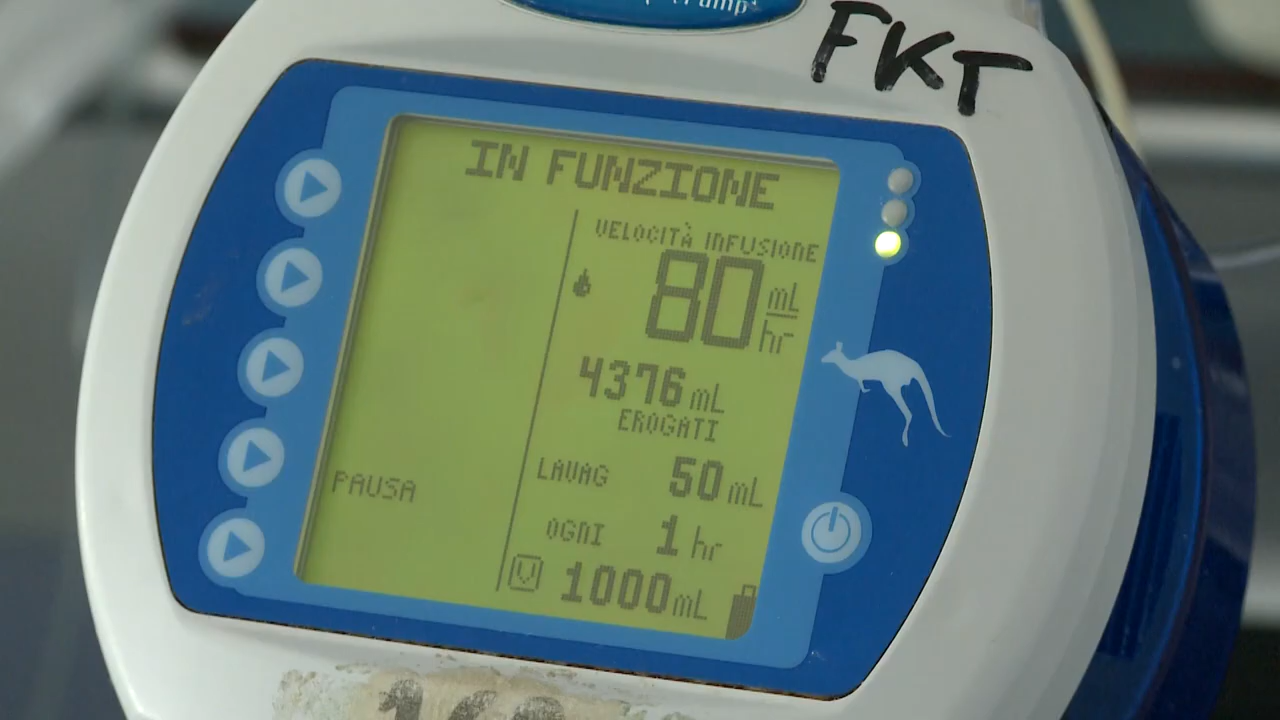 Pump
FKT
IN FUNZIONE
VELOCITÀ INFUSIONE
80 mL/hr
4376 mL
EROGATI
LAVAG 50 mL
PAUSA
OGNI 1 hr
1000 mL